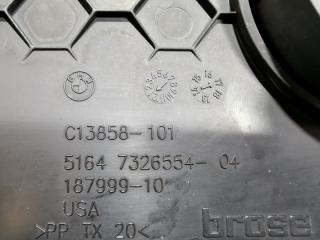 C13858-101
5164 7326554-04
187999-10
USA
brose
>PP TX 20<